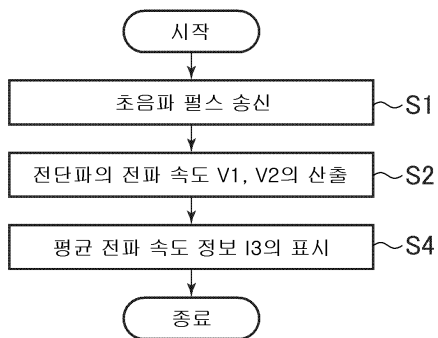 시작
초음파 펄스 송신 S1
전단파의 전파 속도 V1, V2의 산출 S2
평균 전파 속도 정보 I3의 표시 S4
종료